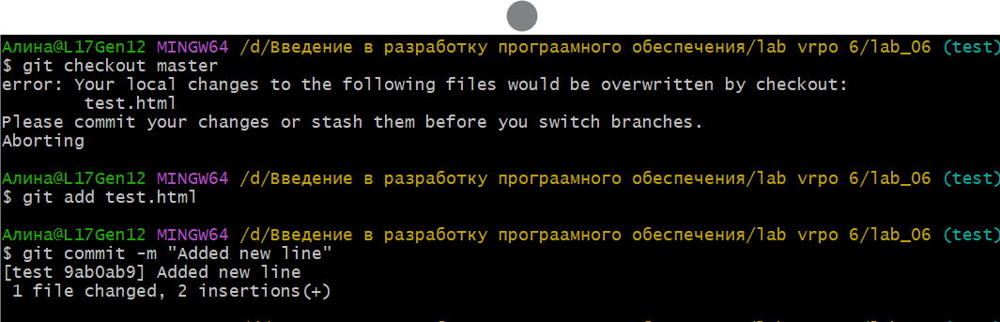 Алина@L17Gen12 MINGW64 /d/Введение в разработку програамного обеспечения/lab vrpo 6/lab_06 (test)
$ git checkout master
error: Your local changes to the following files would be overwritten by checkout:
        test.html
Please commit your changes or stash them before you switch branches.
Aborting
Алина@L17Gen12 MINGW64 /d/Введение в разработку програамного обеспечения/lab vrpo 6/lab_06 (test)
$ git add test.html
Алина@L17Gen12 MINGW64 /d/Введение в разработку програамного обеспечения/lab vrpo 6/lab_06 (test)
$ git commit -m "Added new line"
[test 9ab0ab9] Added new line
 1 file changed, 2 insertions(+)